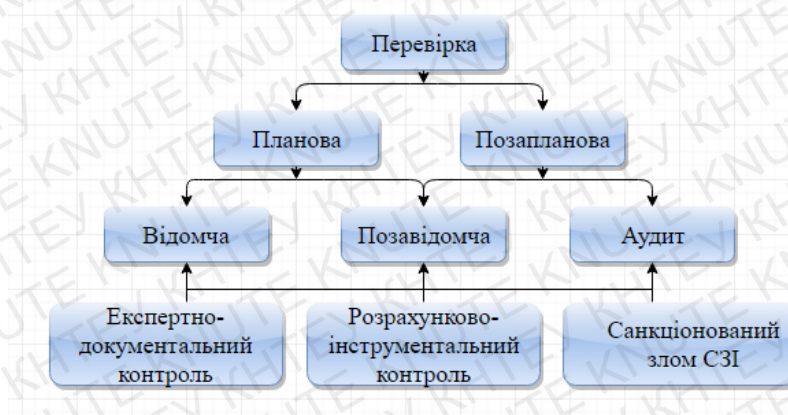 Перевірка
Планова
Позапланова
Відомча
Позавідомча
Аудит
Експертно-
документальний
контроль
Розрахунково-
інструментальний
контроль
Санкціонований
злом СЗІ